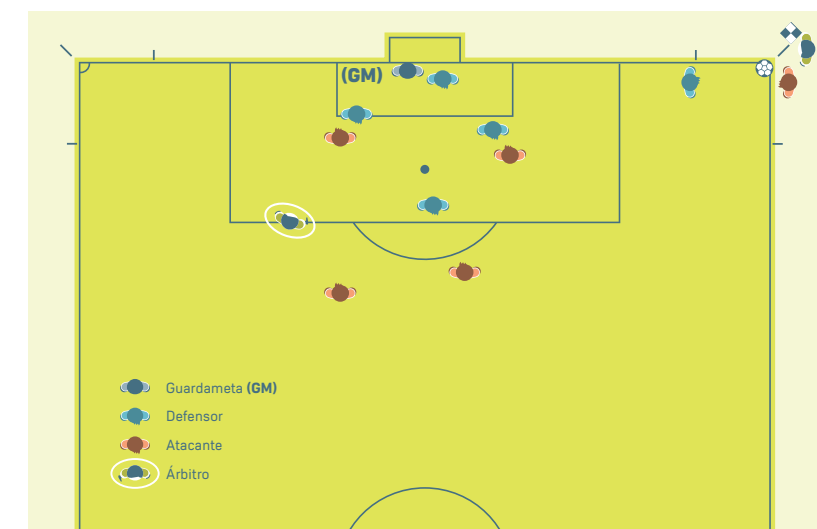 (GM)
Guardameta (GM)
Defensor
Atacante
Árbitro